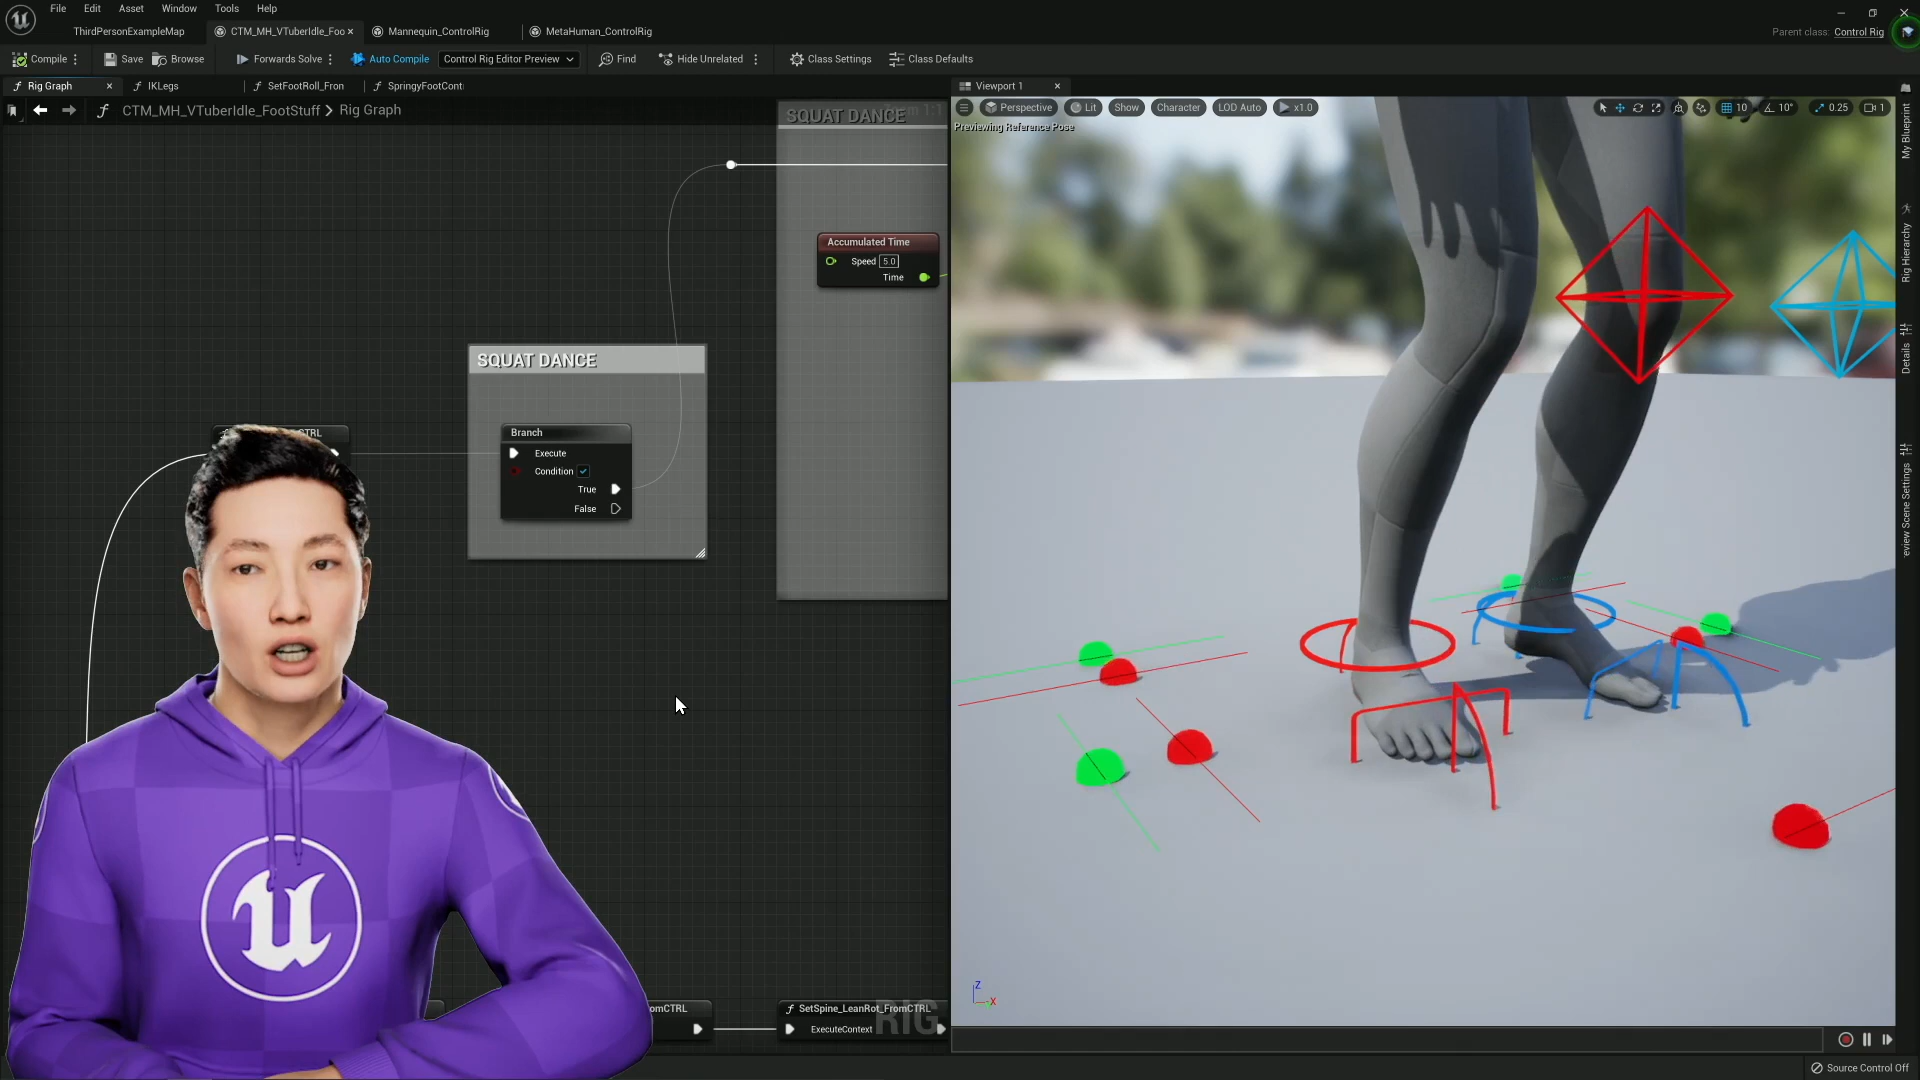 File Edit Asset Window Tools Help
ThirdPersonExampleMap CTM_MH_VTuberIdle_Foo Mannequin_ControlRig MetaHuman_ControlRig
Parent class: Control Rig
Compile Save Browse Forwards Solve Auto Compile Control Rig Editor Preview Find Hide Unrelated Class Settings Class Defaults
Rig Graph IKLegs SetFootRoll_Fron SpringyFootCont
Viewport 1
CTM_MH_VTuberIdle_FootStuff > Rig Graph
Perspective Lit Show Character LOD Auto x1.0
10 10° 0.25 1
Previewing Reference Pose
SQUAT DANCE
Accumulated Time
Speed 5.0
Time
SQUAT DANCE
Branch
Execute
Condition
True
False
CTRL
omCTRL
SetSpine_LeanRot_FromCTRL
ExecuteContext
RIG
Z
X
My Blueprint
Rig Hierarchy
Details
eview Scene Settings
Source Control Off